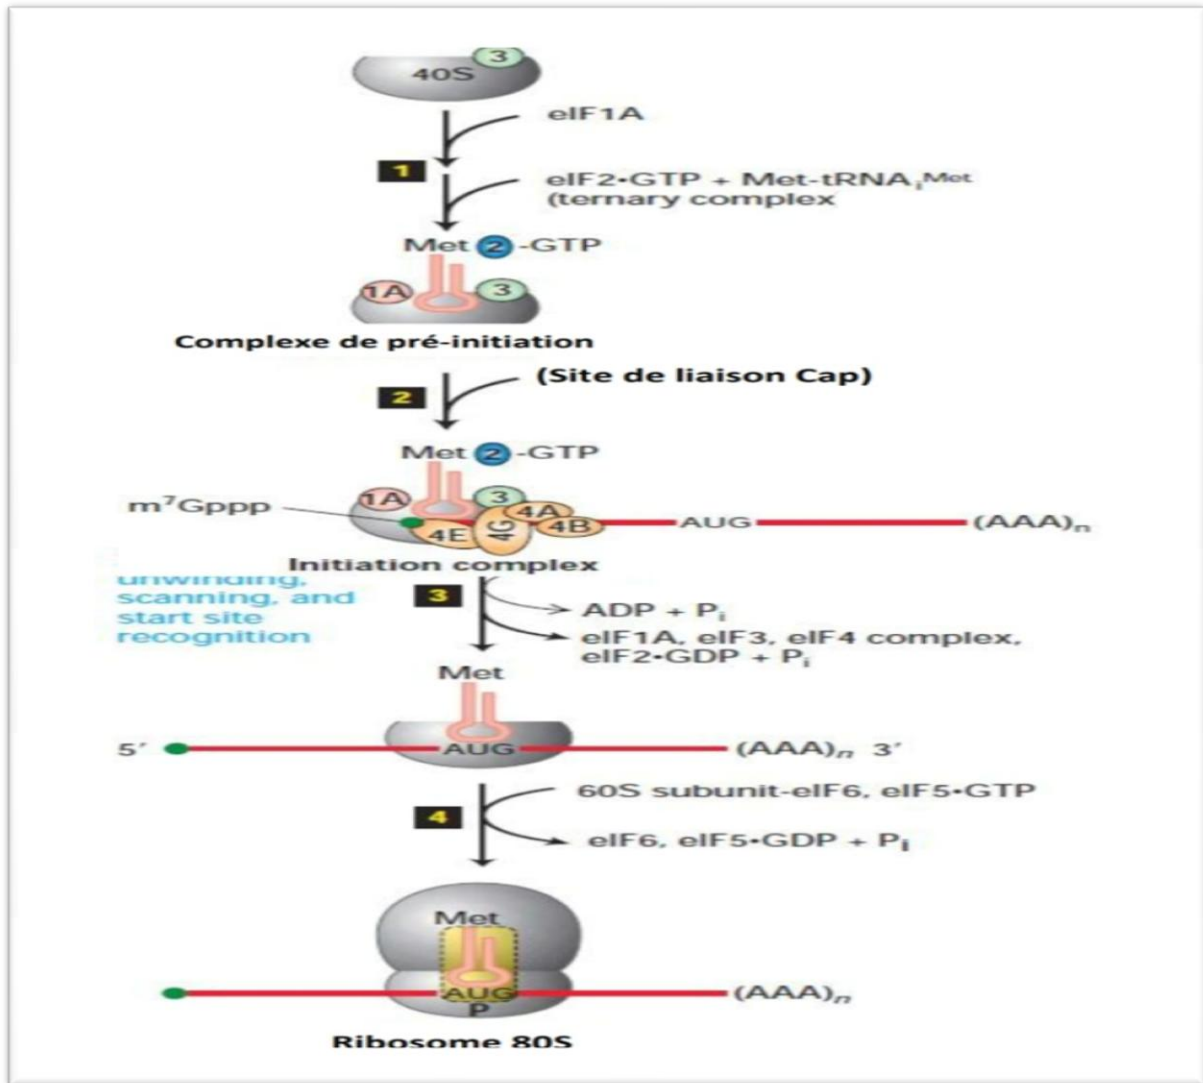 3
40S
eIF1A
1
eIF2•GTP + Met-tRNAᵢᴹᵉᵗ
(ternary complex
Met 2 -GTP
1A 3
Complexe de pré-initiation
(Site de liaison Cap)
2
Met 2 -GTP
m⁷Gppp
1A 3 4A
4E 4G 4B
AUG (AAA)ₙ
Initiation complex
unwinding,
scanning, and
start site
recognition
3
ADP + Pᵢ
eIF1A, eIF3, eIF4 complex,
eIF2•GDP + Pᵢ
Met
5′ AUG (AAA)ₙ 3′
60S subunit-eIF6, eIF5•GTP
4
eIF6, eIF5•GDP + Pᵢ
Met
AUG (AAA)ₙ
P
Ribosome 80S